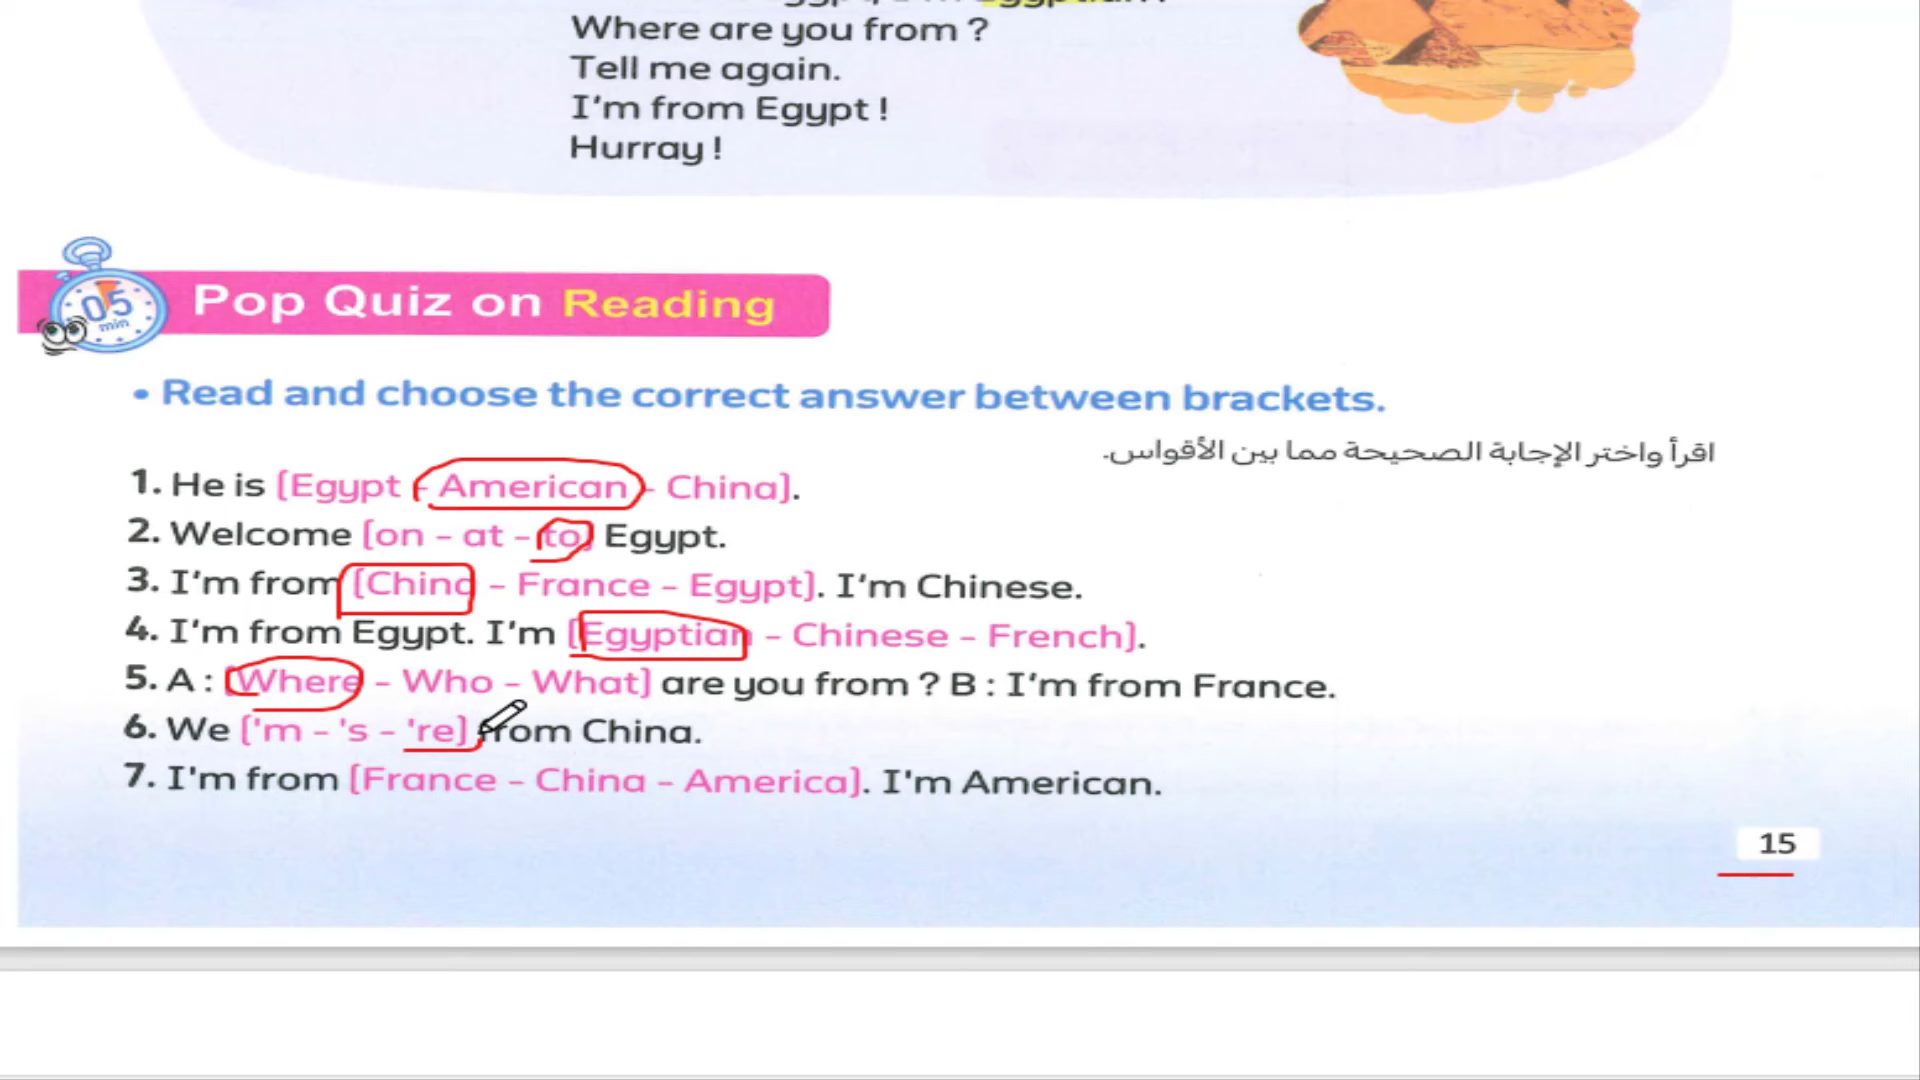 Where are you from ?
Tell me again.
I'm from Egypt !
Hurray !
05
min
Pop Quiz on Reading
• Read and choose the correct answer between brackets.
اقرأ واختر الإجابة الصحيحة مما بين الأقواس.
1. He is [Egypt - American - China].
2. Welcome [on - at - to] Egypt.
3. I'm from [China - France - Egypt]. I'm Chinese.
4. I'm from Egypt. I'm [Egyptian - Chinese - French].
5. A : [Where - Who - What] are you from ? B : I'm from France.
6. We ['m - 's - 're] from China.
7. I'm from [France - China - America]. I'm American.
15